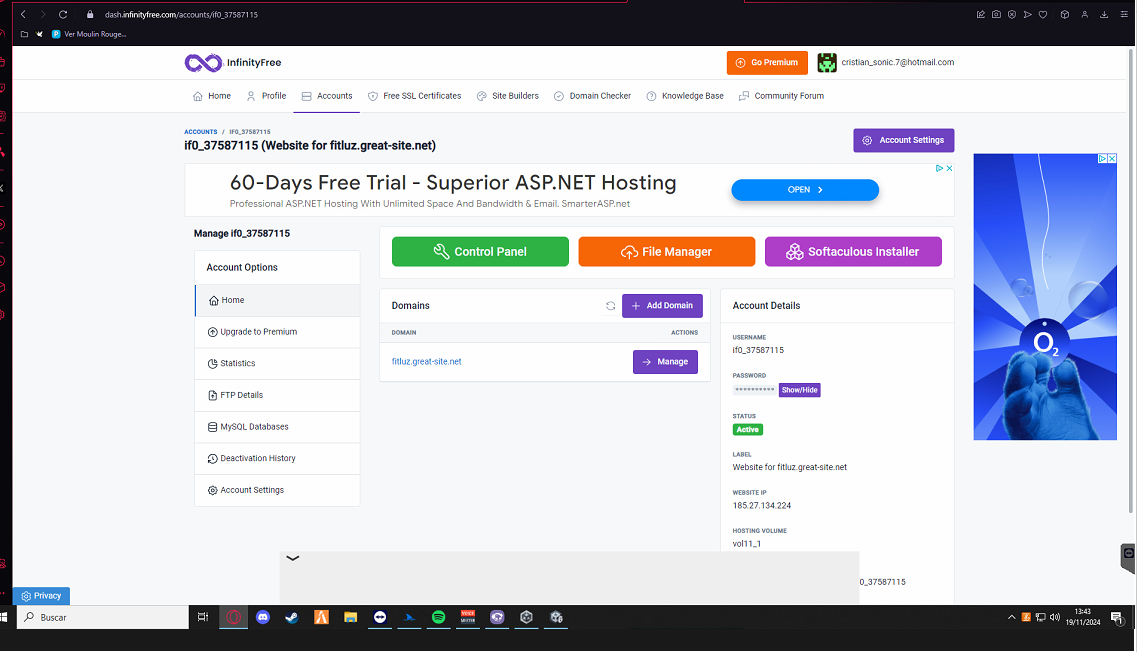 dash.infinityfree.com/accounts/if0_37587115
Ver Moulin Rouge...
InfinityFree
Go Premium
cristian_sonic.7@hotmail.com
Home
Profile
Accounts
Free SSL Certificates
Site Builders
Domain Checker
Knowledge Base
Community Forum
ACCOUNTS / IF0_37587115
if0_37587115 (Website for fitluz.great-site.net)
Account Settings
60-Days Free Trial - Superior ASP.NET Hosting
Professional ASP.NET Hosting With Unlimited Space And Bandwidth & Email. SmarterASP.net
OPEN
Manage if0_37587115
Account Options
Home
Upgrade to Premium
Statistics
FTP Details
MySQL Databases
Deactivation History
Account Settings
Control Panel
File Manager
Softaculous Installer
Domains
Add Domain
DOMAIN
ACTIONS
fitluz.great-site.net
Manage
Account Details
USERNAME
if0_37587115
PASSWORD
**********
Show/Hide
STATUS
Active
LABEL
Website for fitluz.great-site.net
WEBSITE IP
185.27.134.224
HOSTING VOLUME
vol11_1
0_37587115
O2
Privacy
Buscar
13:43
19/11/2024
1